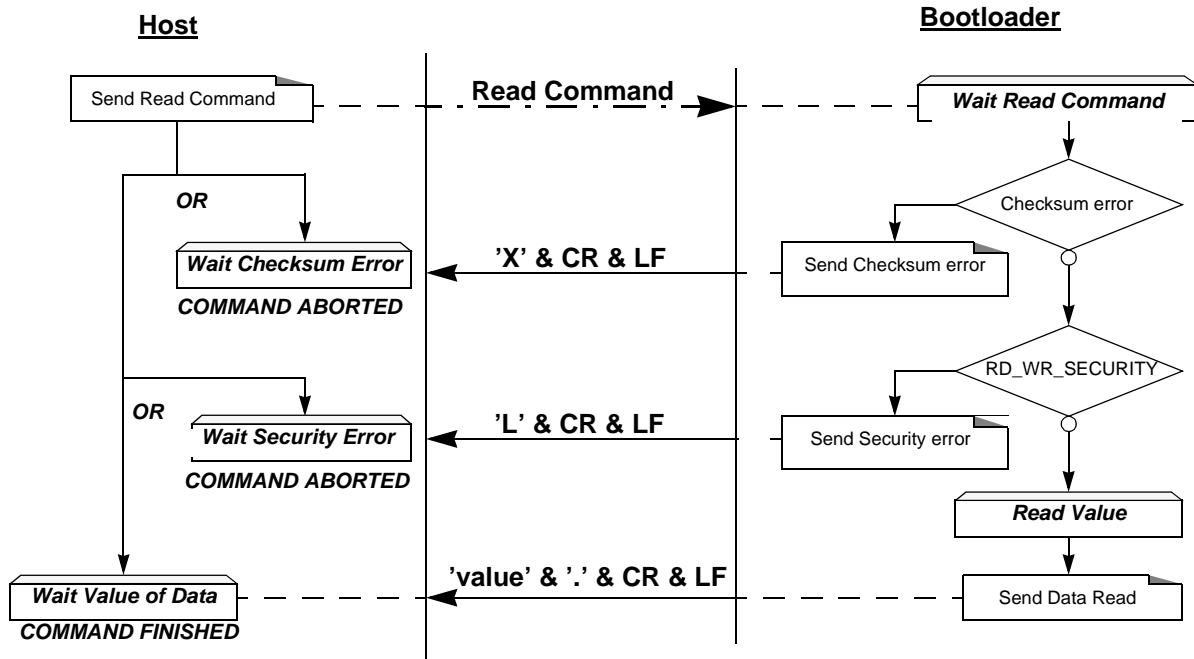 Host
Bootloader
Send Read Command
Read Command
Wait Read Command
OR
Checksum error
Wait Checksum Error
’X’ & CR & LF
Send Checksum error
COMMAND ABORTED
RD_WR_SECURITY
OR
Wait Security Error
’L’ & CR & LF
Send Security error
COMMAND ABORTED
Read Value
Wait Value of Data
’value’ & ’.’ & CR & LF
Send Data Read
COMMAND FINISHED